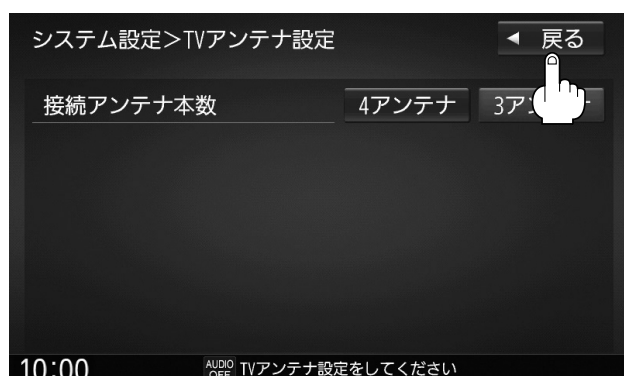 システム設定＞TVアンテナ設定
◀ 戻る
接続アンテナ本数
4アンテナ
10:00
AUDIO OFF
TVアンテナ設定をしてください